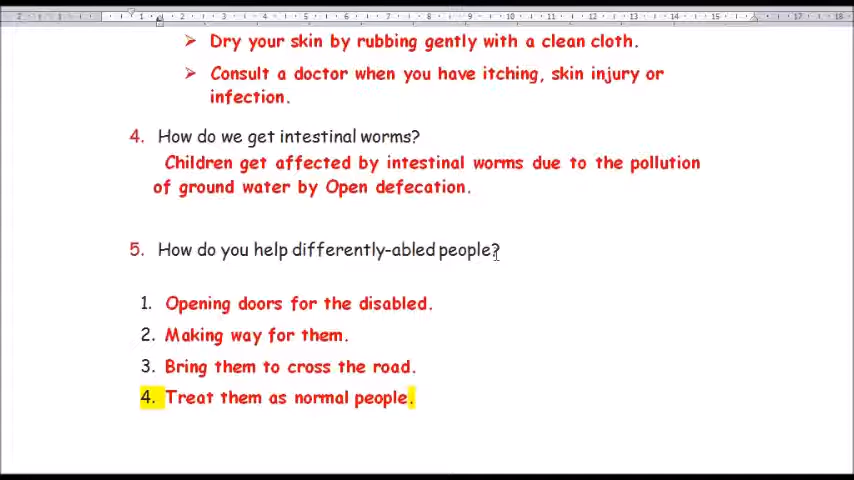 Dry your skin by rubbing gently with a clean cloth.
Consult a doctor when you have itching, skin injury or
infection.
4. How do we get intestinal worms?
Children get affected by intestinal worms due to the pollution
of ground water by Open defecation.
5. How do you help differently-abled people?
1. Opening doors for the disabled.
2. Making way for them.
3. Bring them to cross the road.
4. Treat them as normal people.